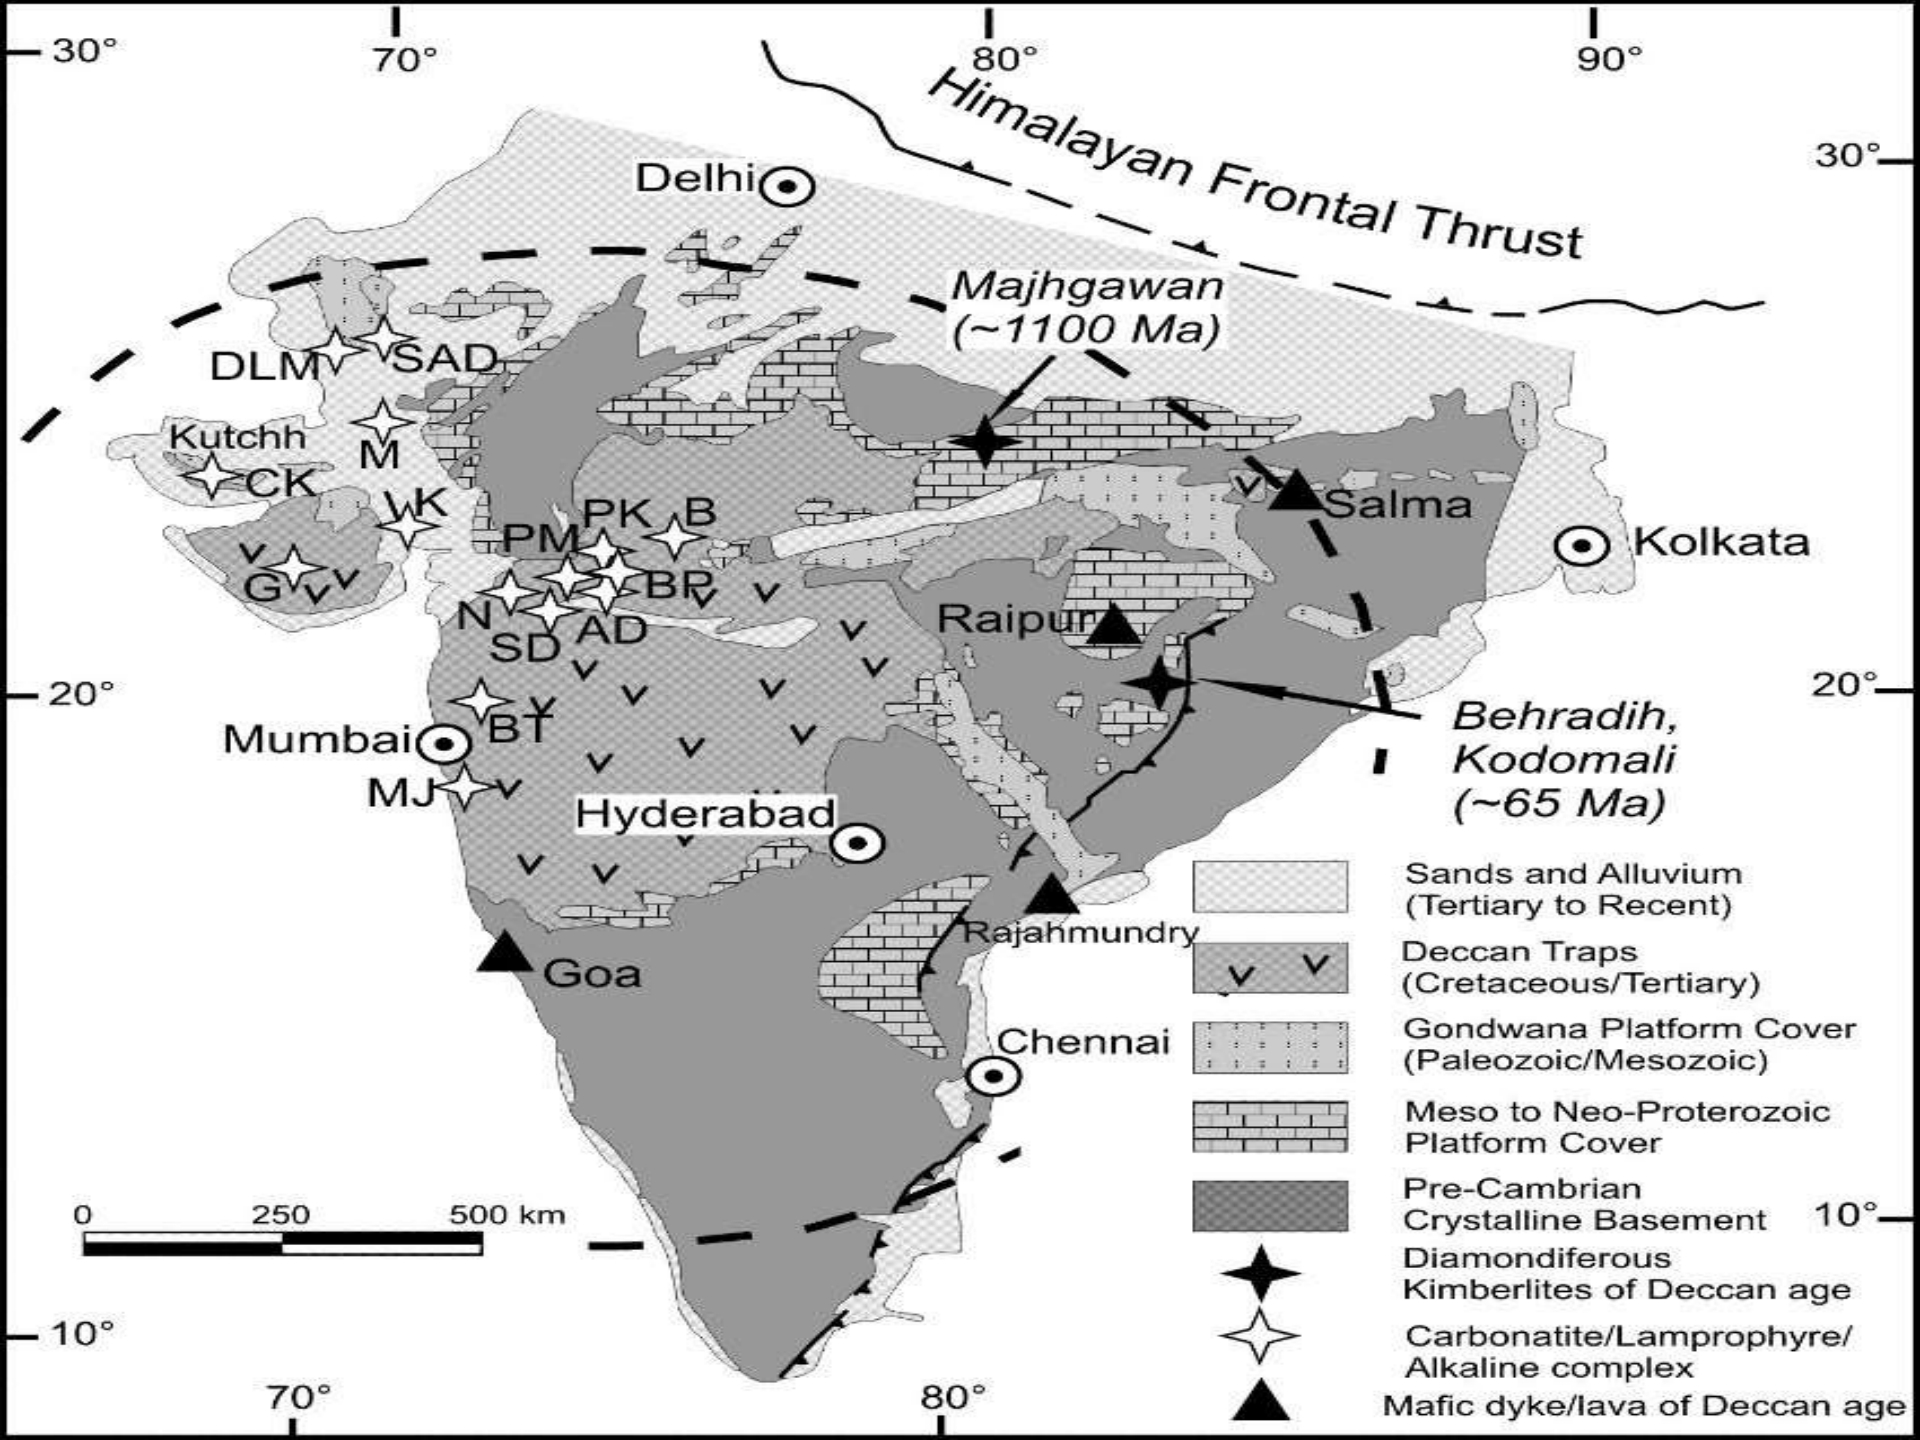 70°
80°
90°
30°
30°
Himalayan Frontal Thrust
Delhi
Majhgawan
(~1100 Ma)
DLM
SAD
Kutchh
M
CK
K
PK
B
PM
Salma
Kolkata
G
BP
N
SD
AD
Raipur
20°
20°
BT
Mumbai
MJ
Behradih,
Kodomali
(~65 Ma)
Hyderabad
Rajahmundry
Goa
Chennai
Sands and Alluvium
(Tertiary to Recent)
Deccan Traps
(Cretaceous/Tertiary)
Gondwana Platform Cover
(Paleozoic/Mesozoic)
Meso to Neo-Proterozoic
Platform Cover
Pre-Cambrian
Crystalline Basement
10°
Diamondiferous
Kimberlites of Deccan age
Carbonatite/Lamprophyre/
Alkaline complex
Mafic dyke/lava of Deccan age
0 250 500 km
10°
70°
80°